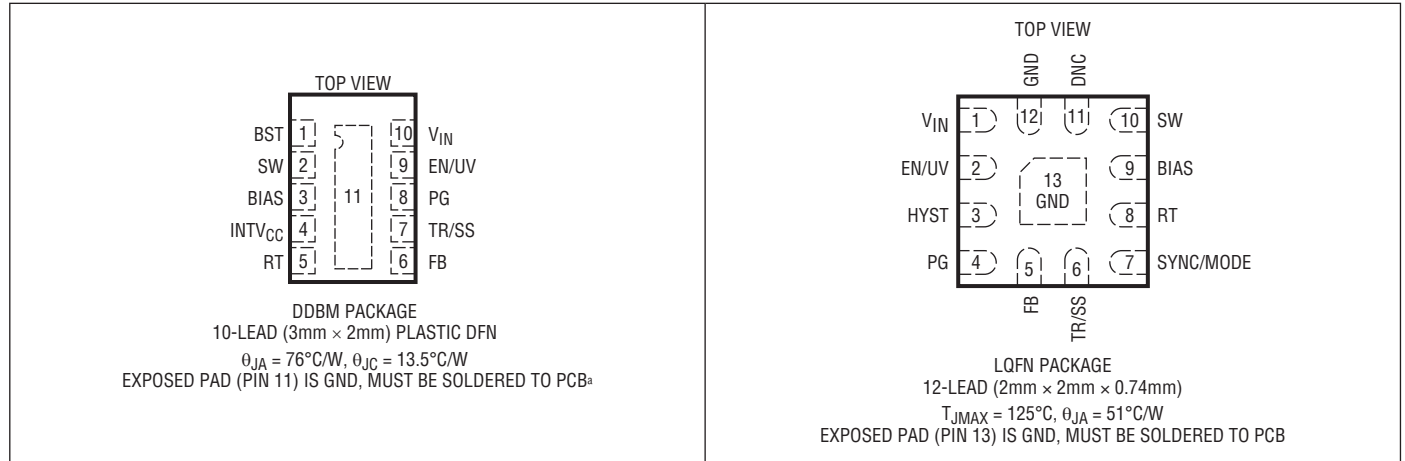 TOP VIEW
BST 1 10 VIN
SW 2 9 EN/UV
BIAS 3 11 8 PG
INTVCC 4 7 TR/SS
RT 5 6 FB
DDBM PACKAGE
10-LEAD (3mm × 2mm) PLASTIC DFN
θJA = 76°C/W, θJC = 13.5°C/W
EXPOSED PAD (PIN 11) IS GND, MUST BE SOLDERED TO PCBa
TOP VIEW
GND DNC
VIN 1 12 11 10 SW
EN/UV 2 9 BIAS
13
GND
HYST 3 8 RT
PG 4 5 6 7 SYNC/MODE
FB TR/SS
LQFN PACKAGE
12-LEAD (2mm × 2mm × 0.74mm)
TJMAX = 125°C, θJA = 51°C/W
EXPOSED PAD (PIN 13) IS GND, MUST BE SOLDERED TO PCB